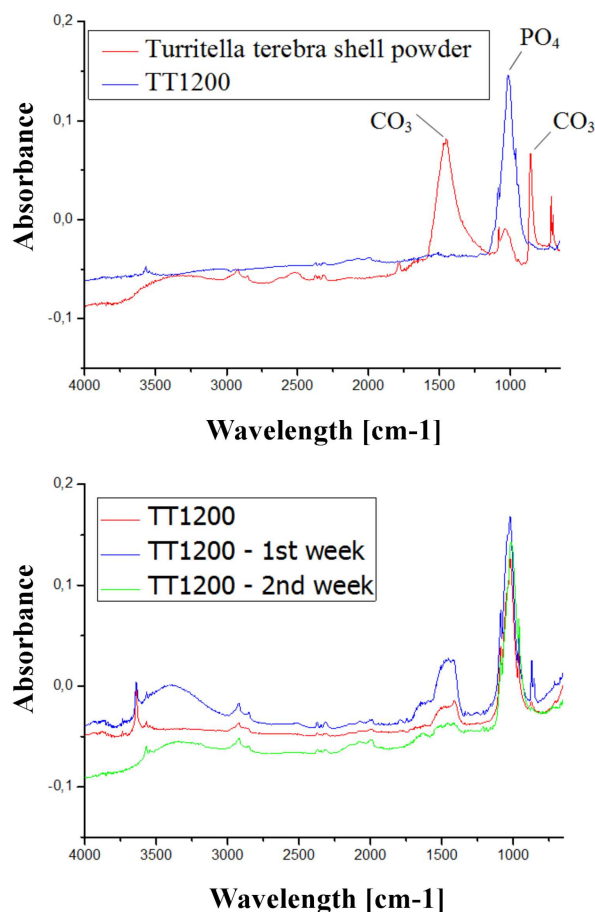 0,2
Turritella terebra shell powder
TT1200
PO4
CO3
CO3
0,1
0,0
-0,1
Absorbance
4000 3500 3000 2500 2000 1500 1000
Wavelength [cm-1]
0,2
TT1200
TT1200 - 1st week
TT1200 - 2nd week
0,1
0,0
-0,1
Absorbance
4000 3500 3000 2500 2000 1500 1000
Wavelength [cm-1]